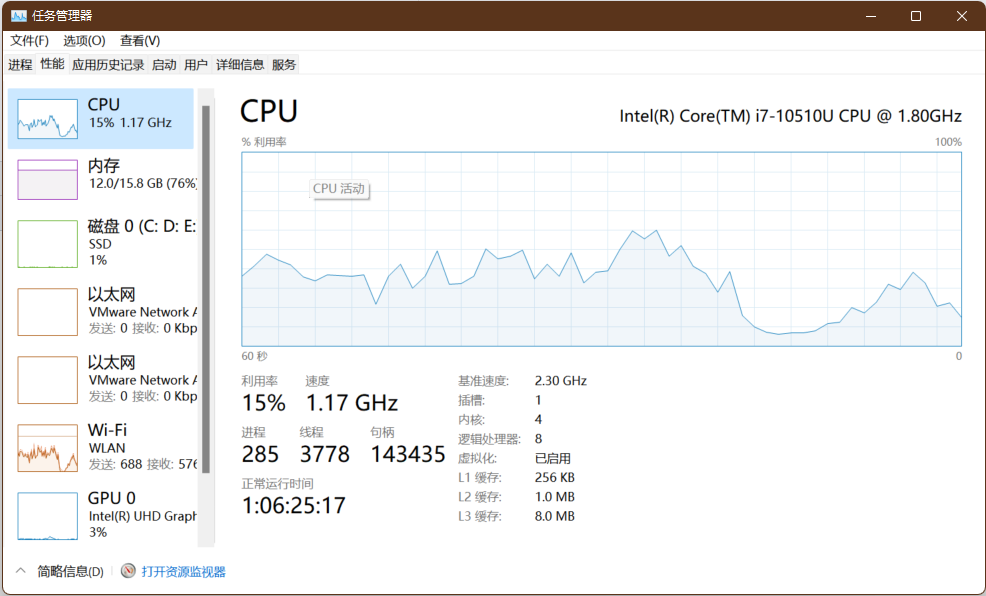 任务管理器
文件(F) 选项(O) 查看(V)
进程 性能 应用历史记录 启动 用户 详细信息 服务
CPU
15% 1.17 GHz
内存
12.0/15.8 GB (76%)
磁盘 0 (C: D: E:
SSD
1%
以太网
VMware Network A
发送: 0 接收: 0 Kbp
以太网
VMware Network A
发送: 0 接收: 0 Kbp
Wi-Fi
WLAN
发送: 688 接收: 576
GPU 0
Intel(R) UHD Graph
3%
CPU
Intel(R) Core(TM) i7-10510U CPU @ 1.80GHz
% 利用率
100%
CPU 活动
60 秒
0
利用率 速度
15% 1.17 GHz
进程 线程 句柄
285 3778 143435
正常运行时间
1:06:25:17
基准速度: 2.30 GHz
插槽: 1
内核: 4
逻辑处理器: 8
虚拟化: 已启用
L1 缓存: 256 KB
L2 缓存: 1.0 MB
L3 缓存: 8.0 MB
简略信息(D)
打开资源监视器